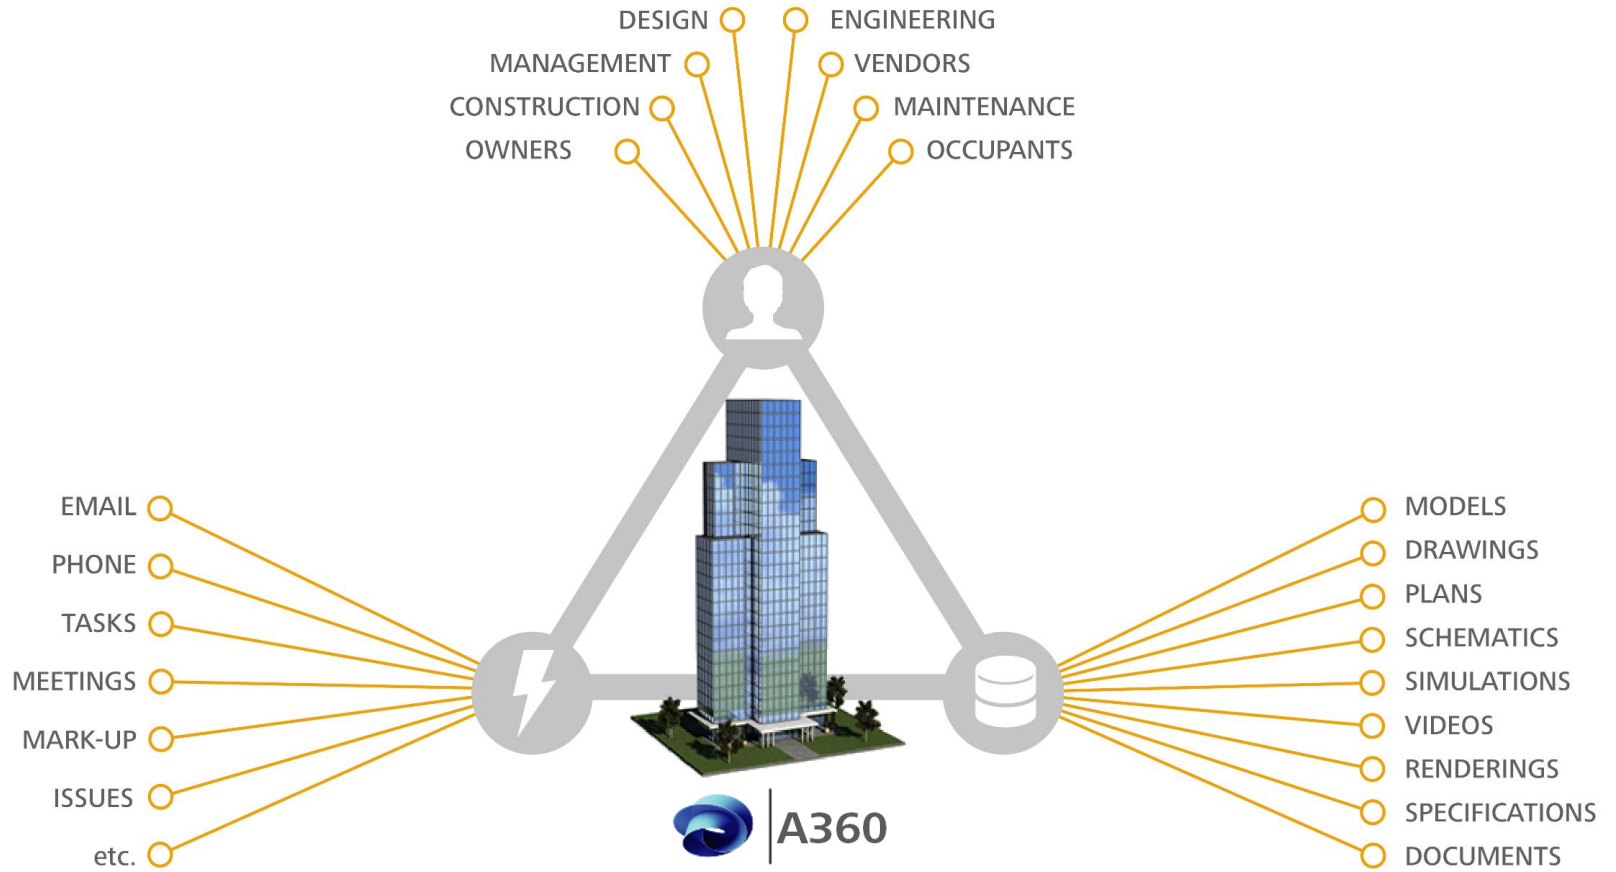 DESIGN
ENGINEERING
MANAGEMENT
VENDORS
CONSTRUCTION
MAINTENANCE
OWNERS
OCCUPANTS
EMAIL
PHONE
TASKS
MEETINGS
MARK-UP
ISSUES
etc.
MODELS
DRAWINGS
PLANS
SCHEMATICS
SIMULATIONS
VIDEOS
RENDERINGS
SPECIFICATIONS
DOCUMENTS
A360